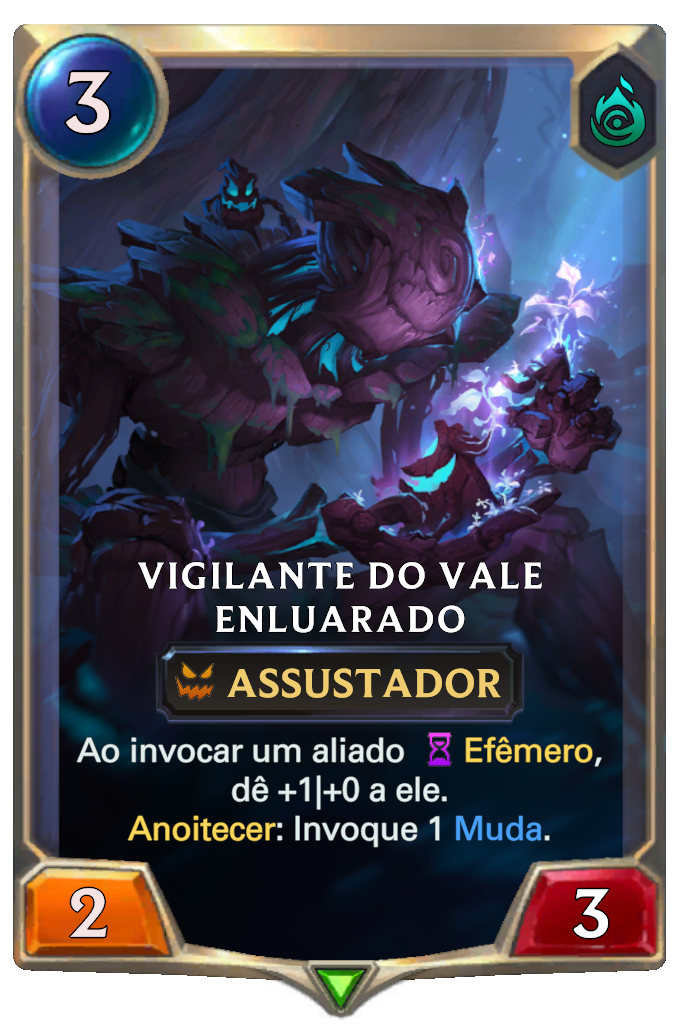 3
VIGILANTE DO VALE
ENLUARADO
ASSUSTADOR
Ao invocar um aliado Efêmero,
dê +1|+0 a ele.
Anoitecer: Invoque 1 Muda.
2
3